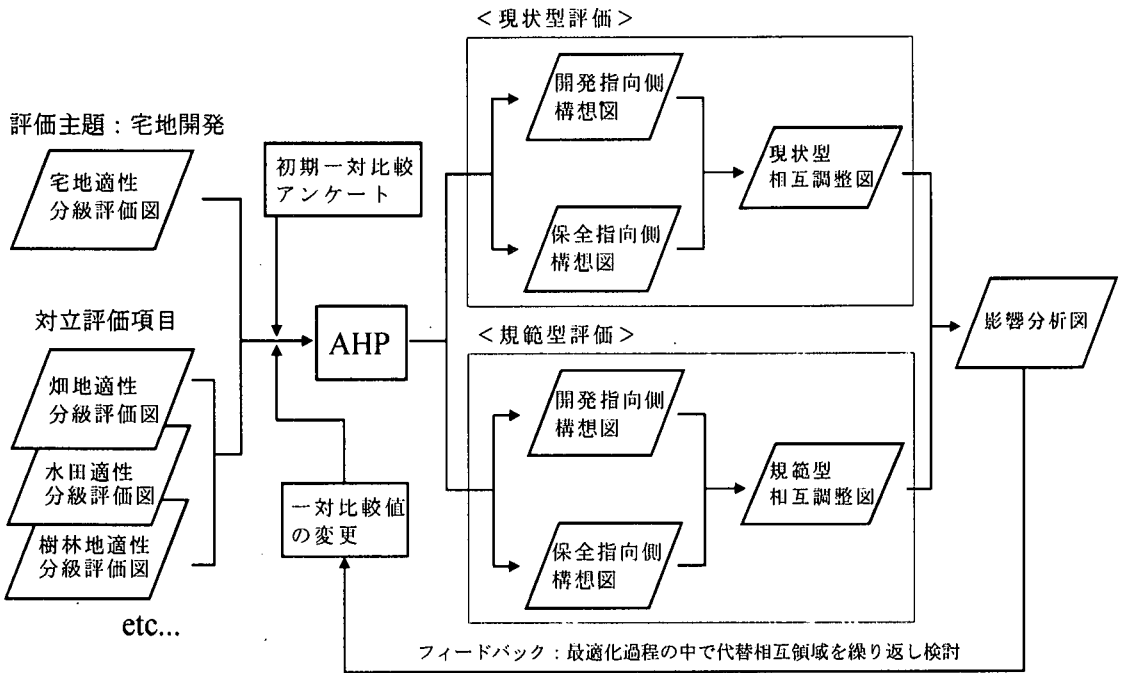 評価主題：宅地開発
宅地適性
分級評価図
対立評価項目
畑地適性
分級評価図
水田適性
分級評価図
樹林地適性
分級評価図
etc...
初期一対比較
アンケート
AHP
一対比較値
の変更
＜現状型評価＞
開発指向側
構想図
保全指向側
構想図
現状型
相互調整図
＜規範型評価＞
開発指向側
構想図
保全指向側
構想図
規範型
相互調整図
影響分析図
フィードバック：最適化過程の中で代替相互領域を繰り返し検討